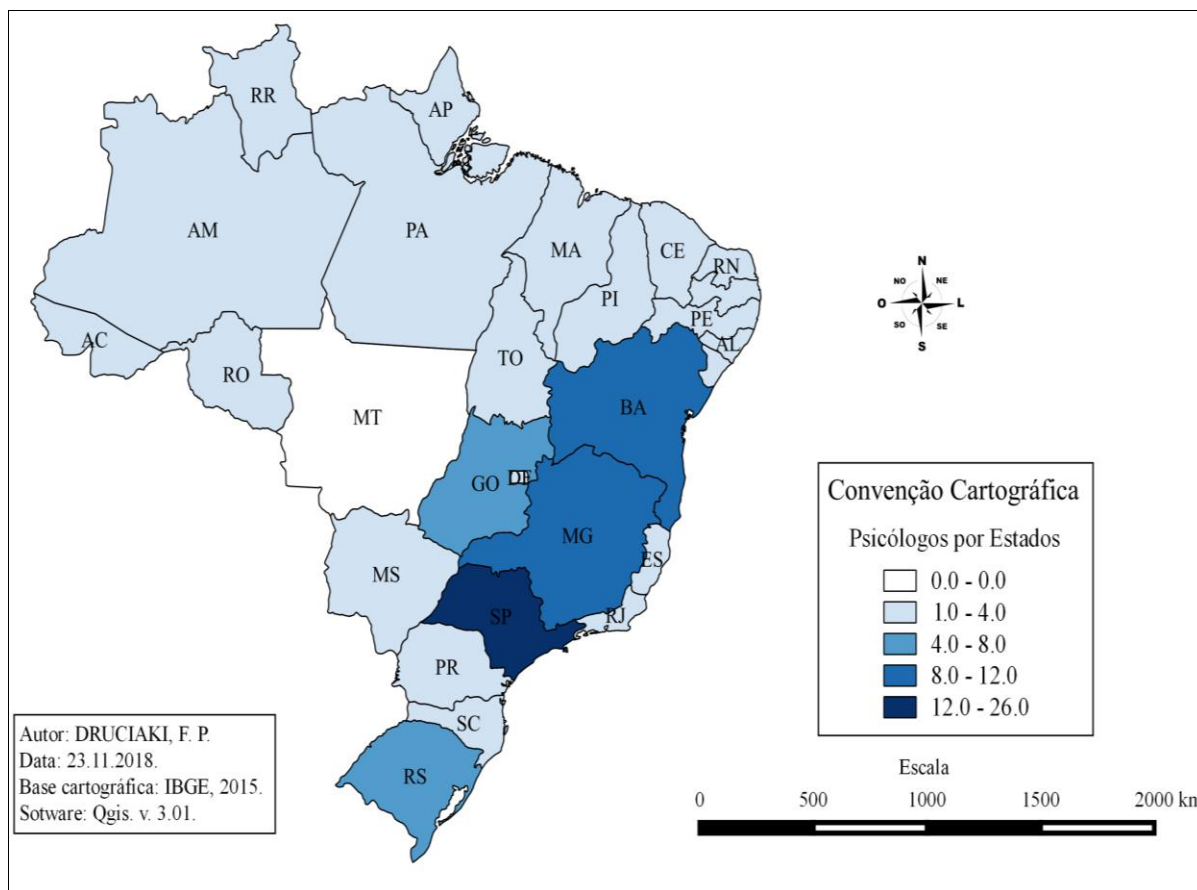 RR
AP
AM
PA
MA
CE
RN
PI
PE
AL
AC
RO
TO
BA
MT
GO
DF
MG
ES
MS
SP
RJ
PR
SC
RS
N
NO
NE
O
L
SO
SE
S
Convenção Cartográfica
Psicólogos por Estados
0.0 - 0.0
1.0 - 4.0
4.0 - 8.0
8.0 - 12.0
12.0 - 26.0
Autor: DRUCIAKI, F. P.
Data: 23.11.2018.
Base cartográfica: IBGE, 2015.
Sotware: Qgis. v. 3.01.
Escala
0 500 1000 1500 2000 km